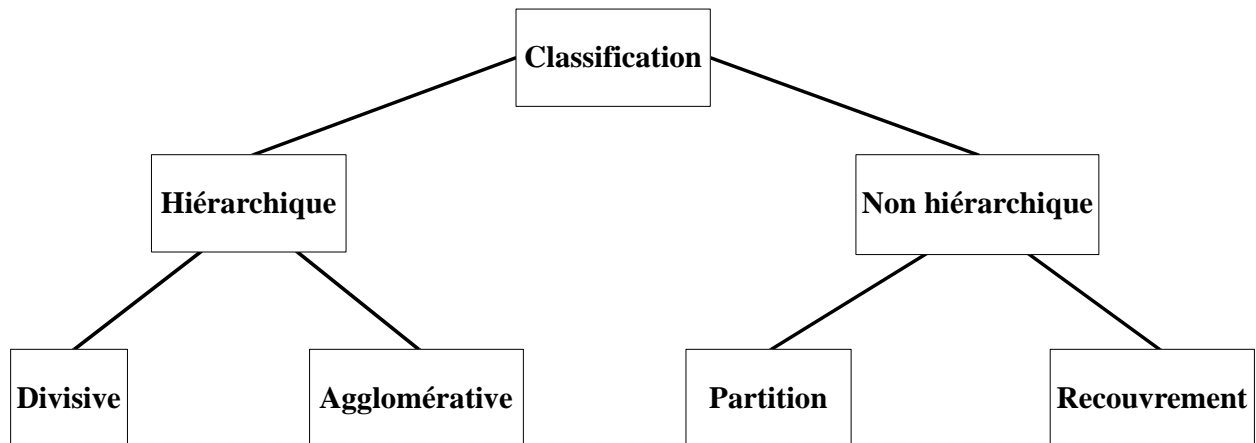 Classification
Hiérarchique
Non hiérarchique
Divisive
Agglomérative
Partition
Recouvrement